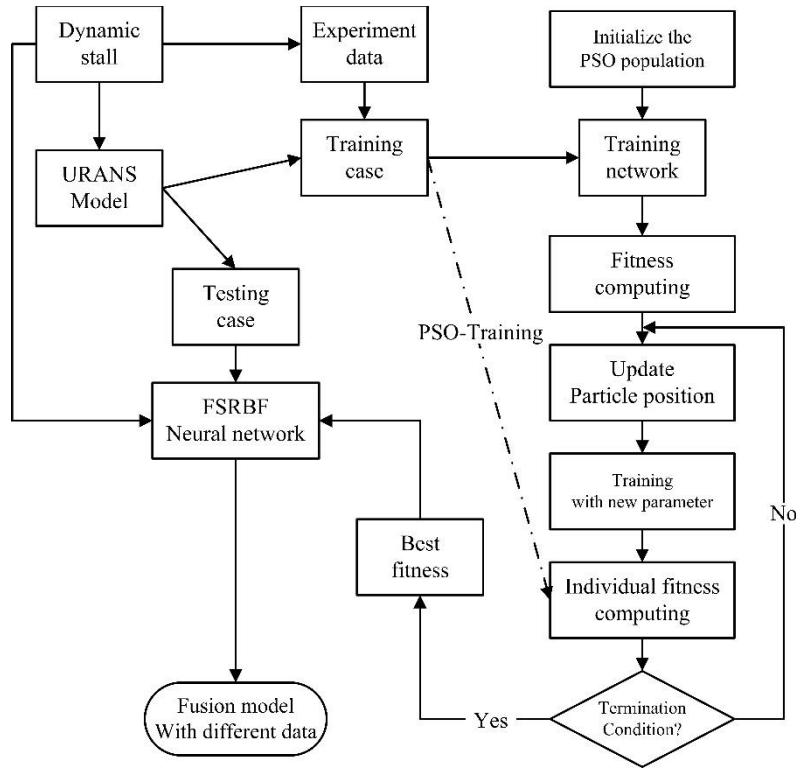 Dynamic
stall
Experiment
data
Initialize the
PSO population
URANS
Model
Training
case
Training
network
Fitness
computing
Testing
case
PSO-Training
Update
Particle position
FSRBF
Neural network
Training
with new parameter
No
Best
fitness
Individual fitness
computing
Fusion model
With different data
Yes
Termination
Condition?